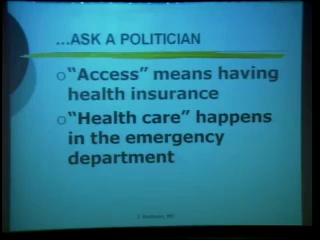 ...ASK A POLITICIAN
o "Access" means having
health insurance
o "Health care" happens
in the emergency
department